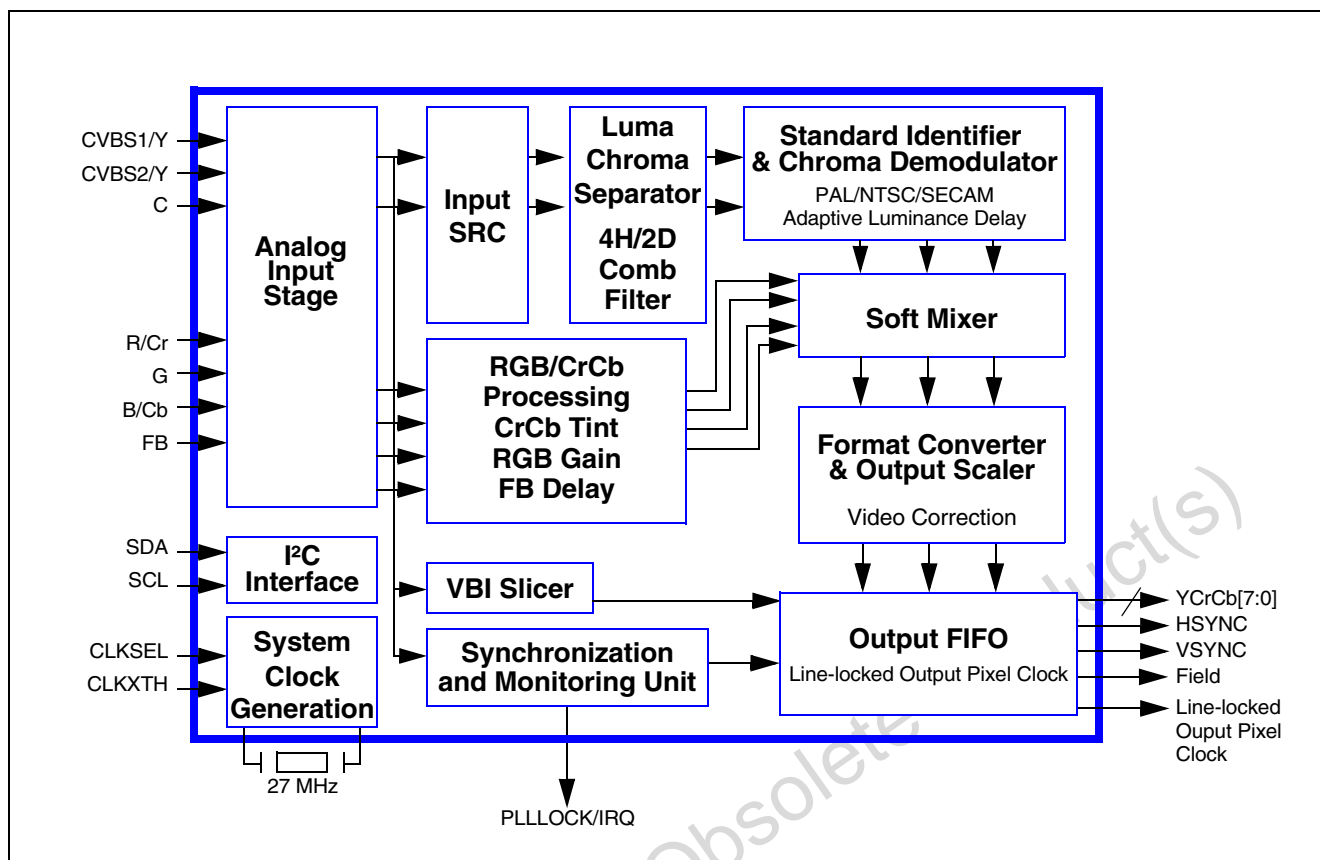 CVBS1/Y
CVBS2/Y
C
R/Cr
G
B/Cb
FB
SDA
SCL
CLKSEL
CLKXTH
Analog
Input
Stage
I²C
Interface
System
Clock
Generation
27 MHz
Input
SRC
Luma
Chroma
Separator
4H/2D
Comb
Filter
Standard Identifier
& Chroma Demodulator
PAL/NTSC/SECAM
Adaptive Luminance Delay
RGB/CrCb
Processing
CrCb Tint
RGB Gain
FB Delay
Soft Mixer
Format Converter
& Output Scaler
Video Correction
VBI Slicer
Synchronization
and Monitoring Unit
Output FIFO
Line-locked Output Pixel Clock
PLLLOCK/IRQ
YCrCb[7:0]
HSYNC
VSYNC
Field
Line-locked
Ouput Pixel
Clock
Obsolete
uct(s)